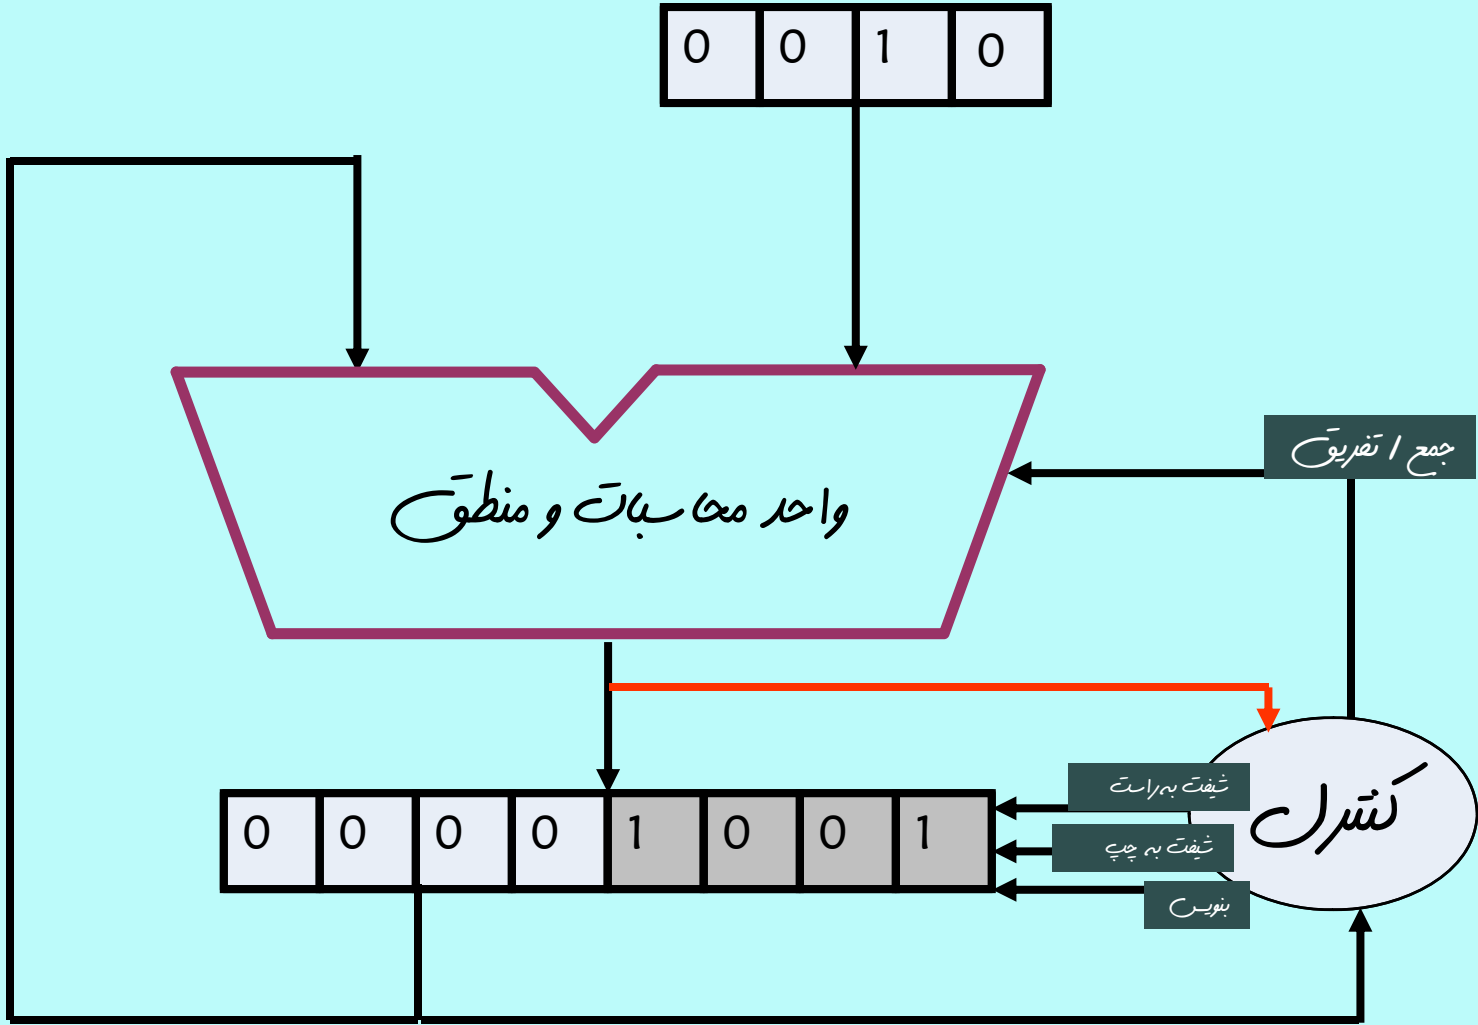 0 0 1 0
جمع / تفریق
واحد محاسبات و منطق
شیفت به راست
کنترل
0 0 0 0 1 0 0 1
شیفت به چپ
بنویس